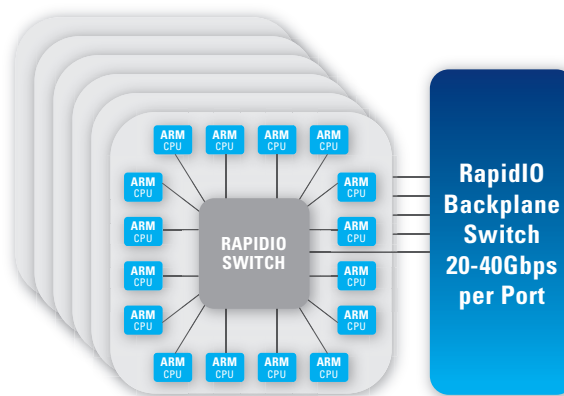 ARM
CPU
ARM
CPU
ARM
CPU
ARM
CPU
ARM
CPU
ARM
CPU
ARM
CPU
ARM
CPU
RAPIDIO
SWITCH
ARM
CPU
ARM
CPU
ARM
CPU
ARM
CPU
ARM
CPU
ARM
CPU
ARM
CPU
ARM
CPU
RapidIO
Backplane
Switch
20-40Gbps
per Port